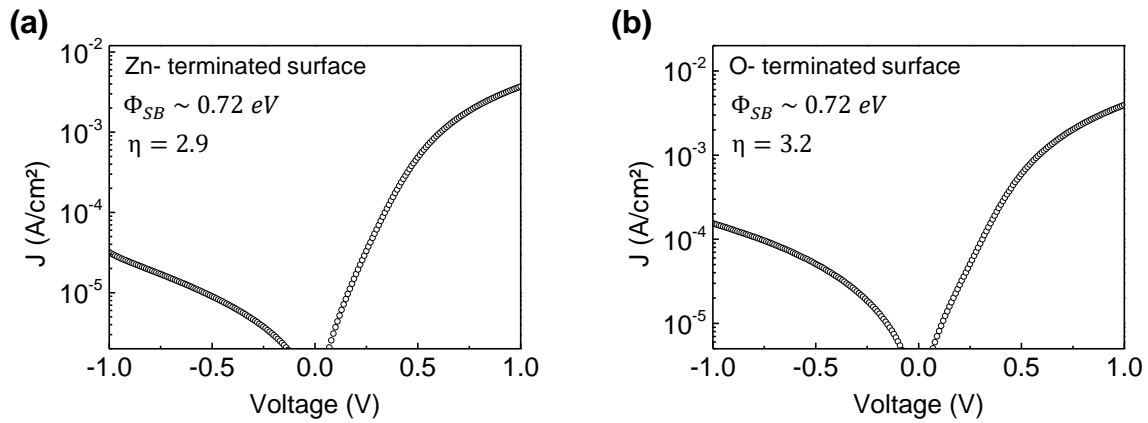 (a)
Zn- terminated surface
Φ_SB ~ 0.72 eV
η = 2.9
10⁻²
10⁻³
10⁻⁴
10⁻⁵
J (A/cm²)
-1.0 -0.5 0.0 0.5 1.0
Voltage (V)
(b)
O- terminated surface
Φ_SB ~ 0.72 eV
η = 3.2
10⁻²
10⁻³
10⁻⁴
10⁻⁵
J (A/cm²)
-1.0 -0.5 0.0 0.5 1.0
Voltage (V)